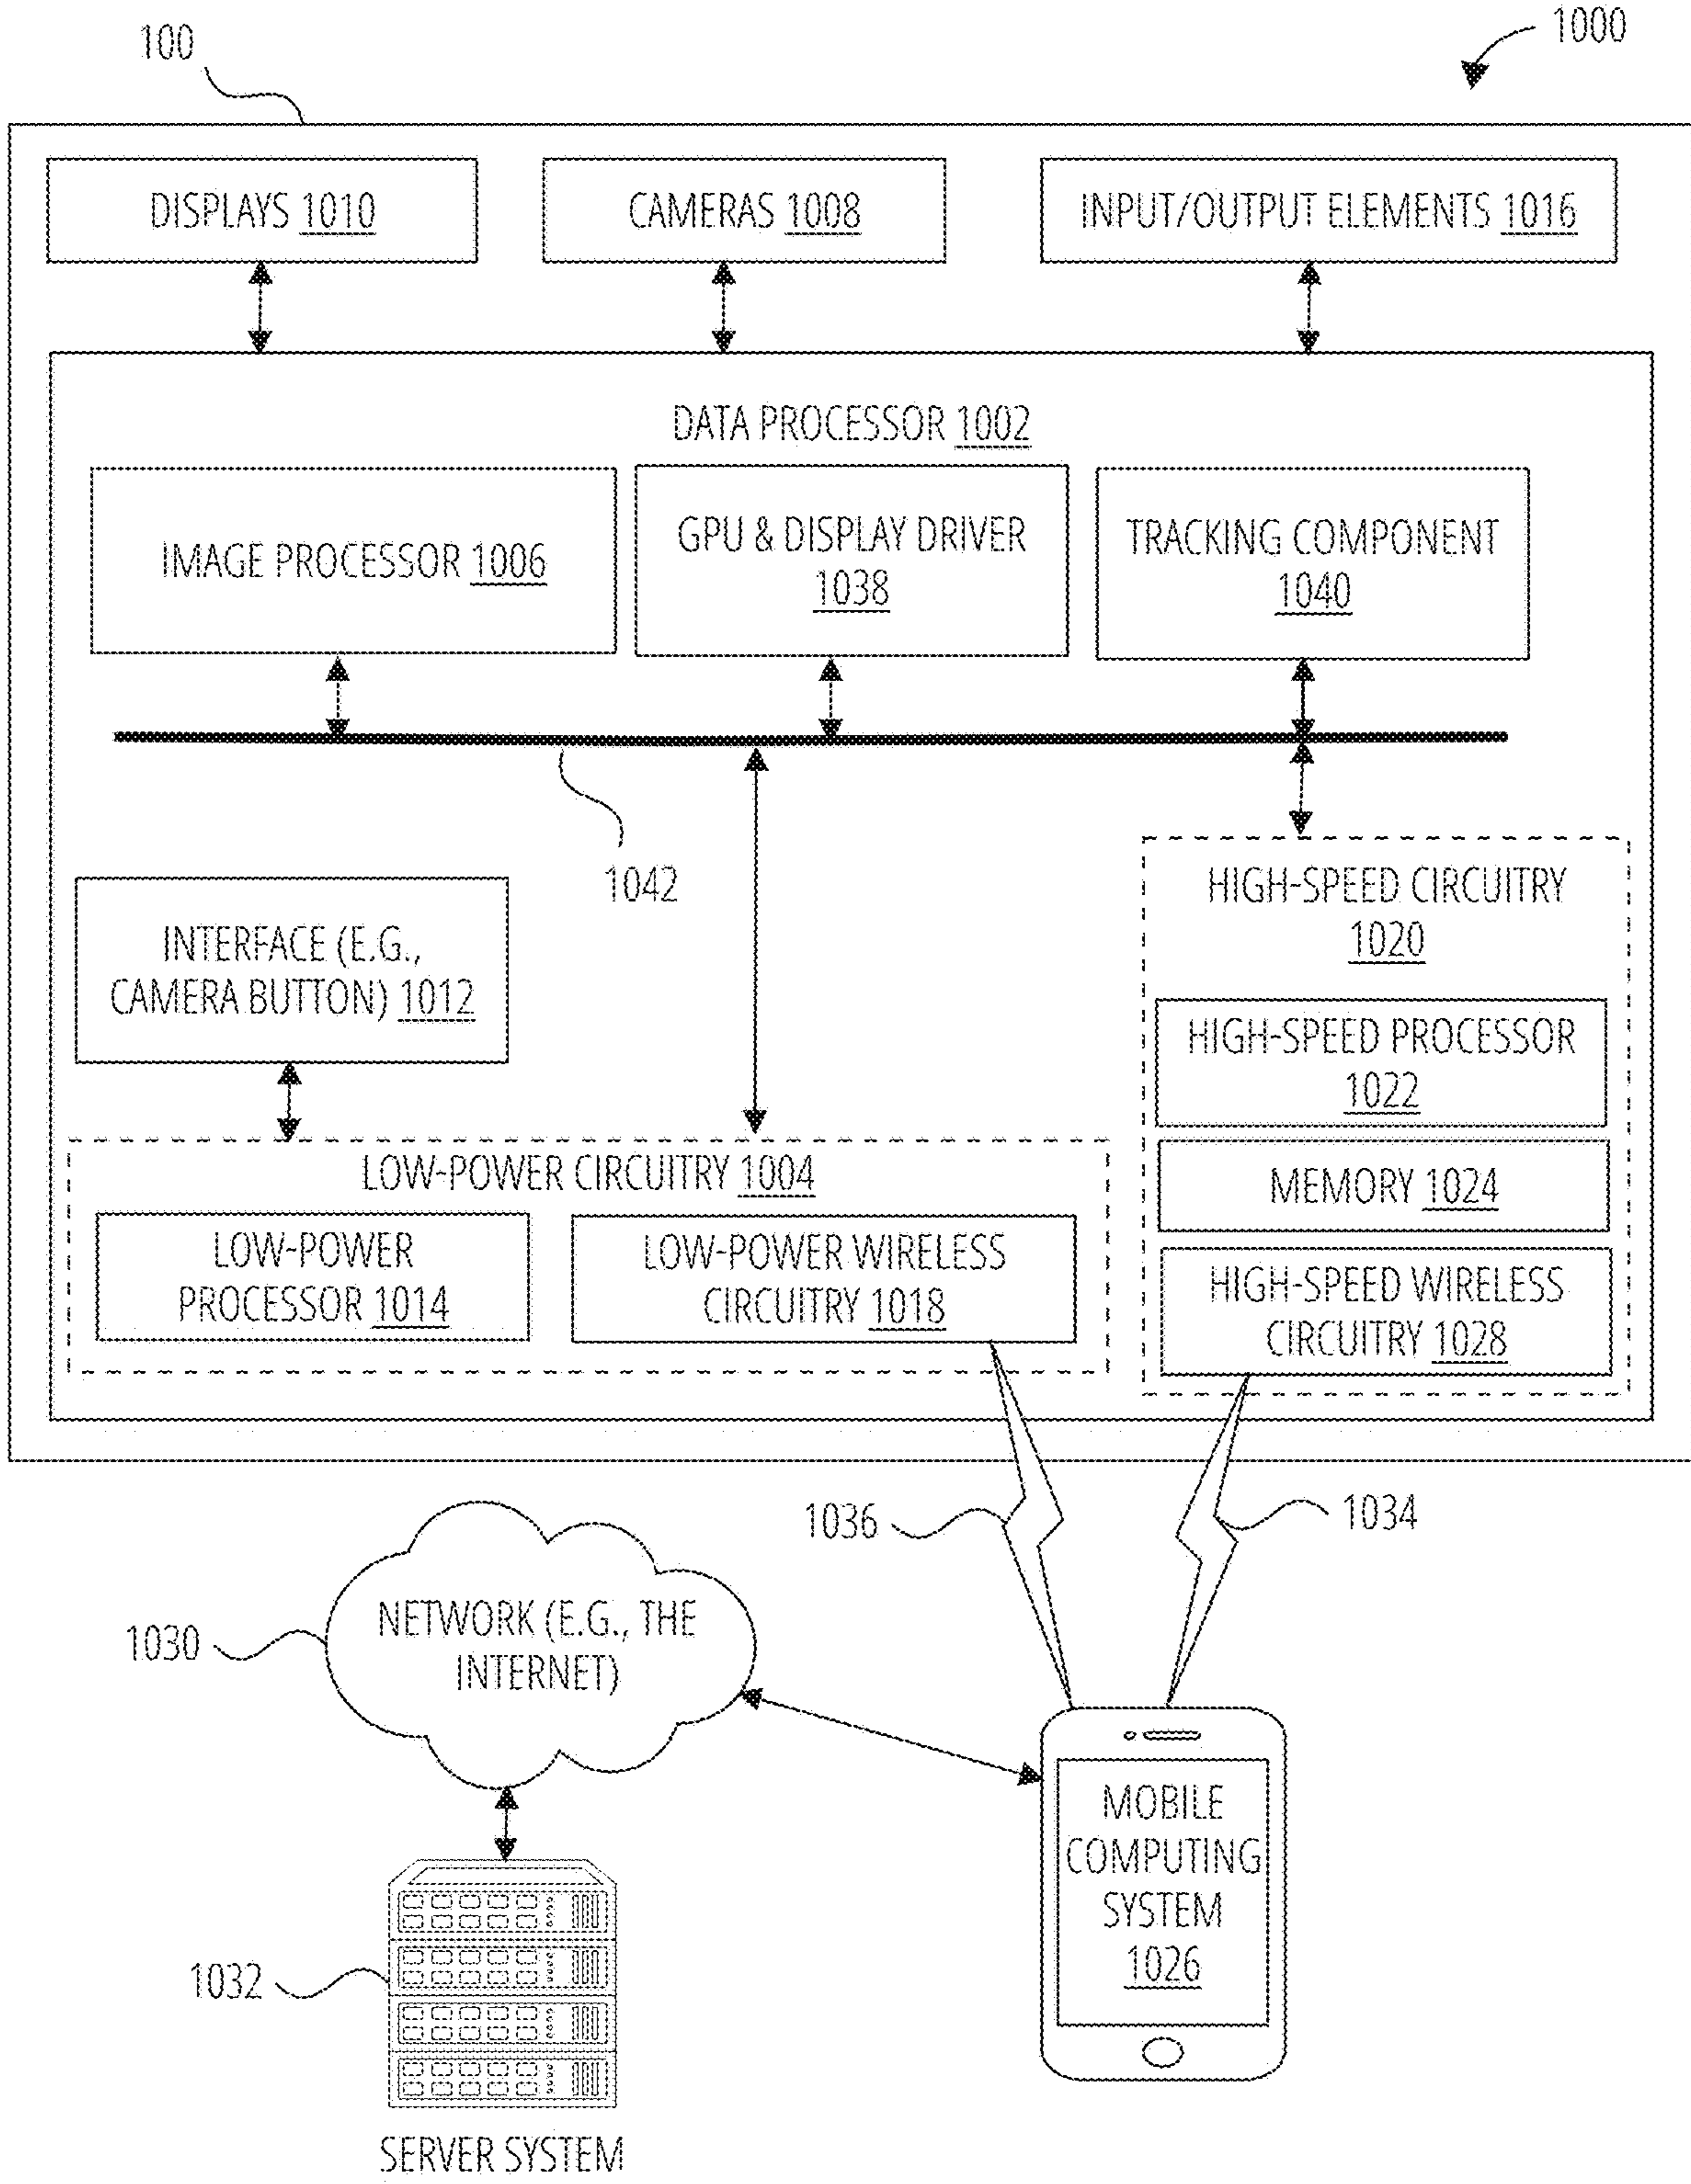 100
1000
DISPLAYS 1010
CAMERAS 1008
INPUT/OUTPUT ELEMENTS 1016
DATA PROCESSOR 1002
IMAGE PROCESSOR 1006
GPU & DISPLAY DRIVER
1038
TRACKING COMPONENT
1040
1042
INTERFACE (E.G.,
CAMERA BUTTON) 1012
HIGH-SPEED CIRCUITRY
1020
HIGH-SPEED PROCESSOR
1022
MEMORY 1024
HIGH-SPEED WIRELESS
CIRCUITRY 1028
LOW-POWER CIRCUITRY 1004
LOW-POWER
PROCESSOR 1014
LOW-POWER WIRELESS
CIRCUITRY 1018
1036
1034
1030
NETWORK (E.G., THE
INTERNET)
MOBILE
COMPUTING
SYSTEM
1026
1032
SERVER SYSTEM